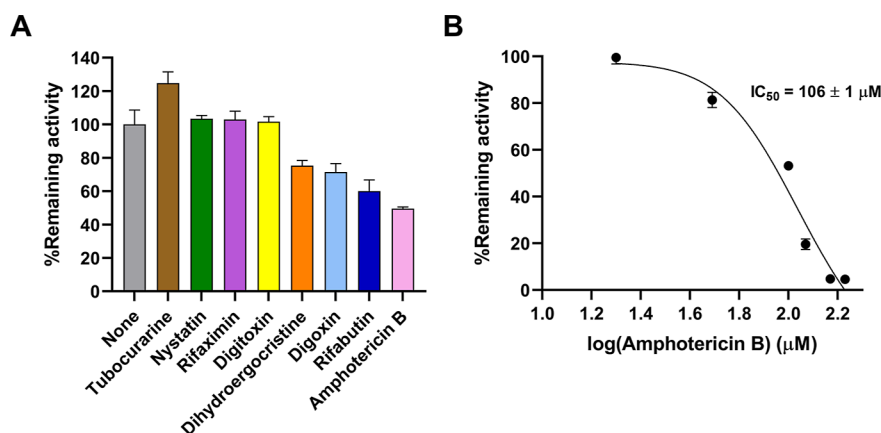 A
%Remaining activity
140
120
100
80
60
40
20
0
None
Tubocurarine
Nystatin
Rifaximin
Digitoxin
Dihydroergocristine
Digoxin
Rifabutin
Amphotericin B
B
%Remaining activity
100
80
60
40
20
0
IC50 = 106 ± 1 μM
1.0 1.2 1.4 1.6 1.8 2.0 2.2
log(Amphotericin B) (μM)